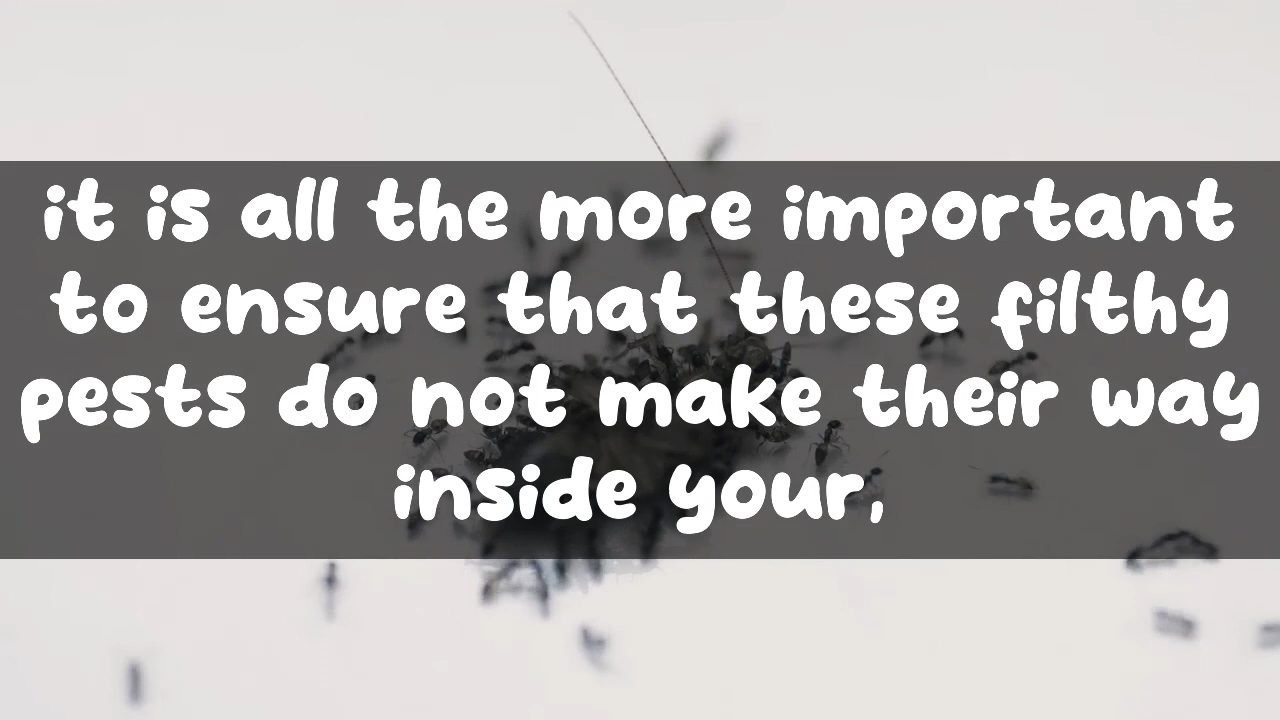 it is all the more important
to ensure that these filthy
pests do not make their way
inside your,